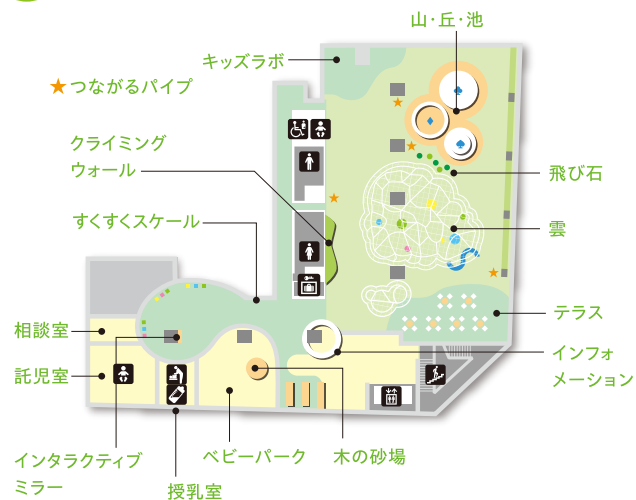 山・丘・池
キッズラボ
★つながるパイプ
クライミング
ウォール
飛び石
すくすくスケール
雲
テラス
相談室
インフォ
メーション
託児室
インタラクティブ
ミラー
ベビーパーク
木の砂場
授乳室